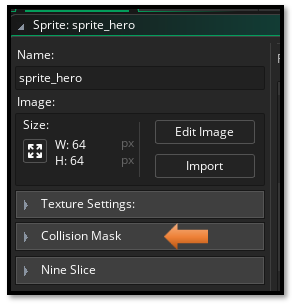 Sprite: sprite_hero
Name:
sprite_hero
Image:
Size:
W: 64 px
H: 64 px
Edit Image
Import
Texture Settings:
Collision Mask
Nine Slice